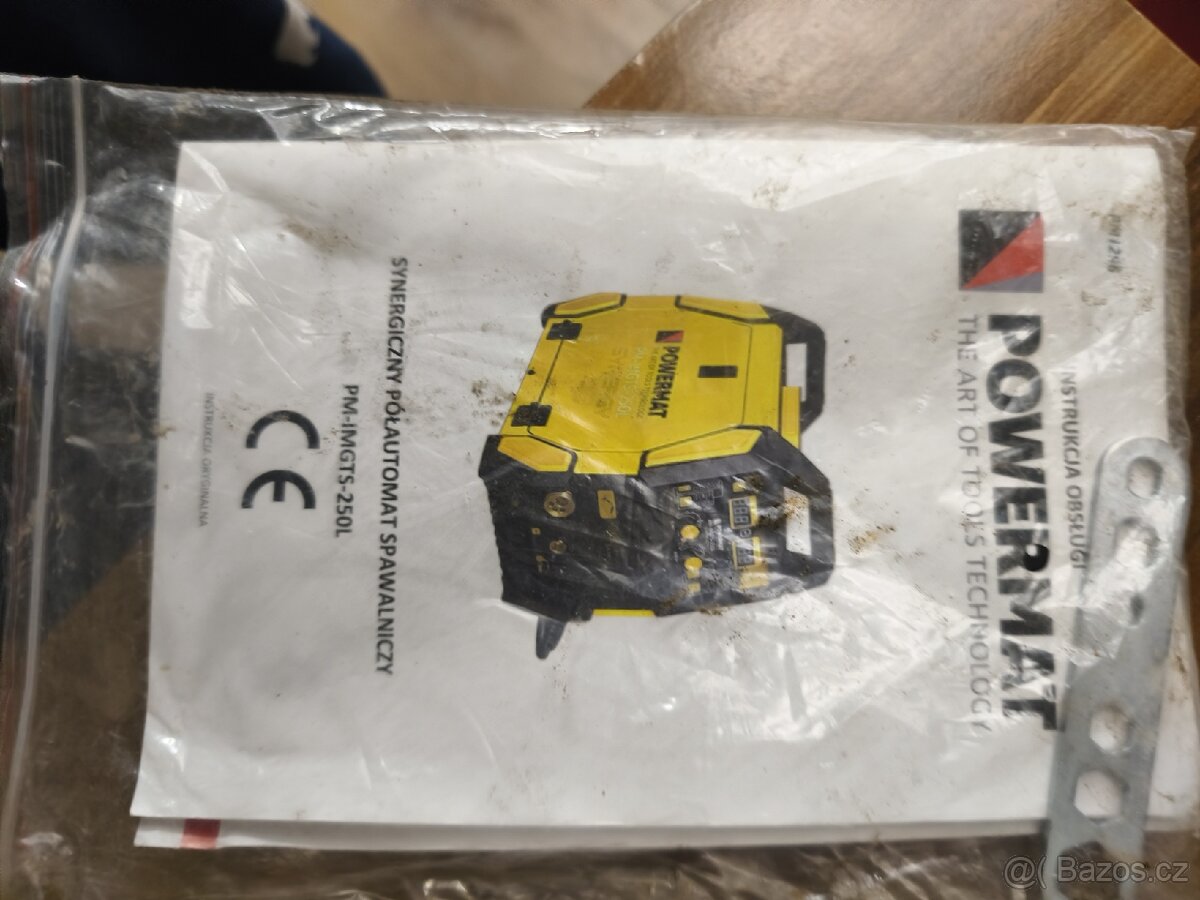 INSTRUKCJA OBSŁUGI
POWERMAT
THE ART OF TOOLS TECHNOLOGY
POWERMAT
SYNERGICZNY PÓŁAUTOMAT SPAWALNICZY
PM-IMGTS-250L
CE
INSTRUKCJA ORYGINALNA
@( Bazoš.cz